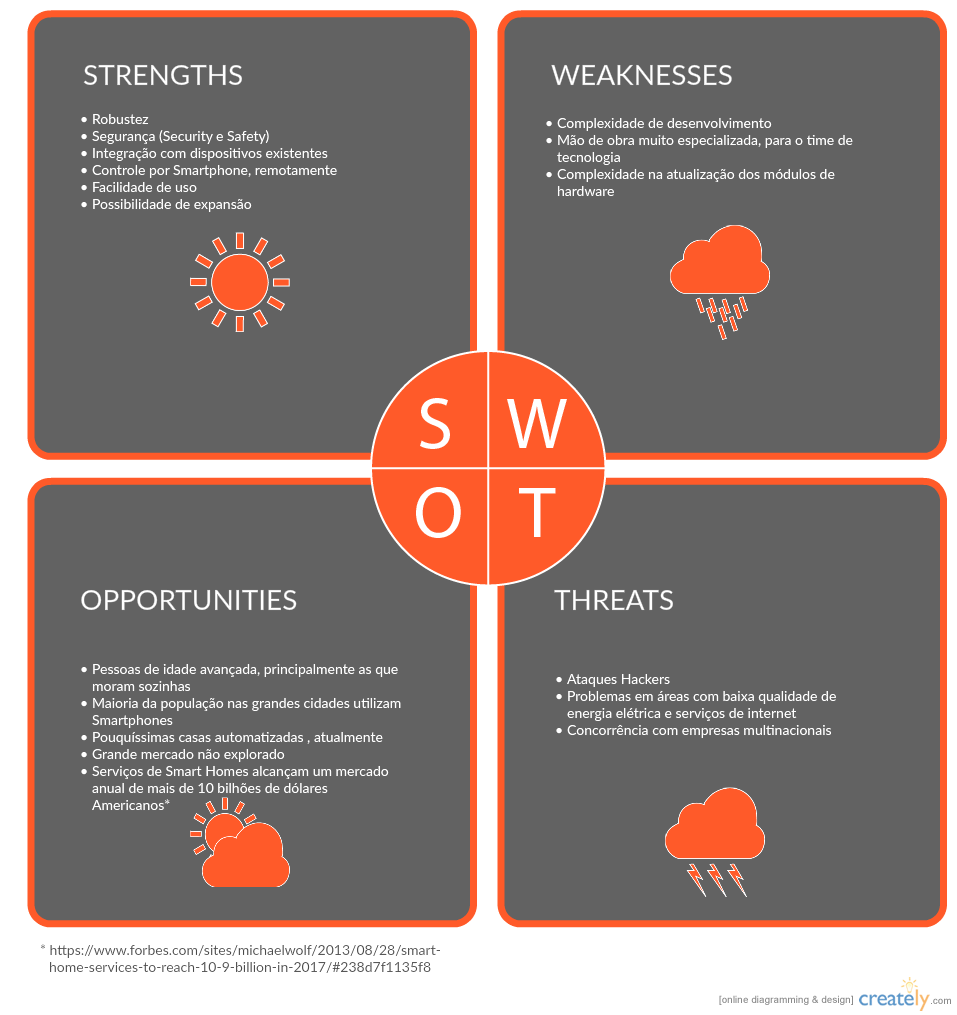 STRENGTHS
• Robustez
• Segurança (Security e Safety)
• Integração com dispositivos existentes
• Controle por Smartphone, remotamente
• Facilidade de uso
• Possibilidade de expansão
WEAKNESSES
• Complexidade de desenvolvimento
• Mão de obra muito especializada, para o time de
tecnologia
• Complexidade na atualização dos módulos de
hardware
S W
O T
OPPORTUNITIES
• Pessoas de idade avançada, principalmente as que
moram sozinhas
• Maioria da população nas grandes cidades utilizam
Smartphones
• Pouquíssimas casas automatizadas , atualmente
• Grande mercado não explorado
• Serviços de Smart Homes alcançam um mercado
anual de mais de 10 bilhões de dólares
Americanos*
THREATS
• Ataques Hackers
• Problemas em áreas com baixa qualidade de
energia elétrica e serviços de internet
• Concorrência com empresas multinacionais
* https://www.forbes.com/sites/michaelwolf/2013/08/28/smart-
home-services-to-reach-10-9-billion-in-2017/#238d7f1135f8
[online diagramming & design] creately.com